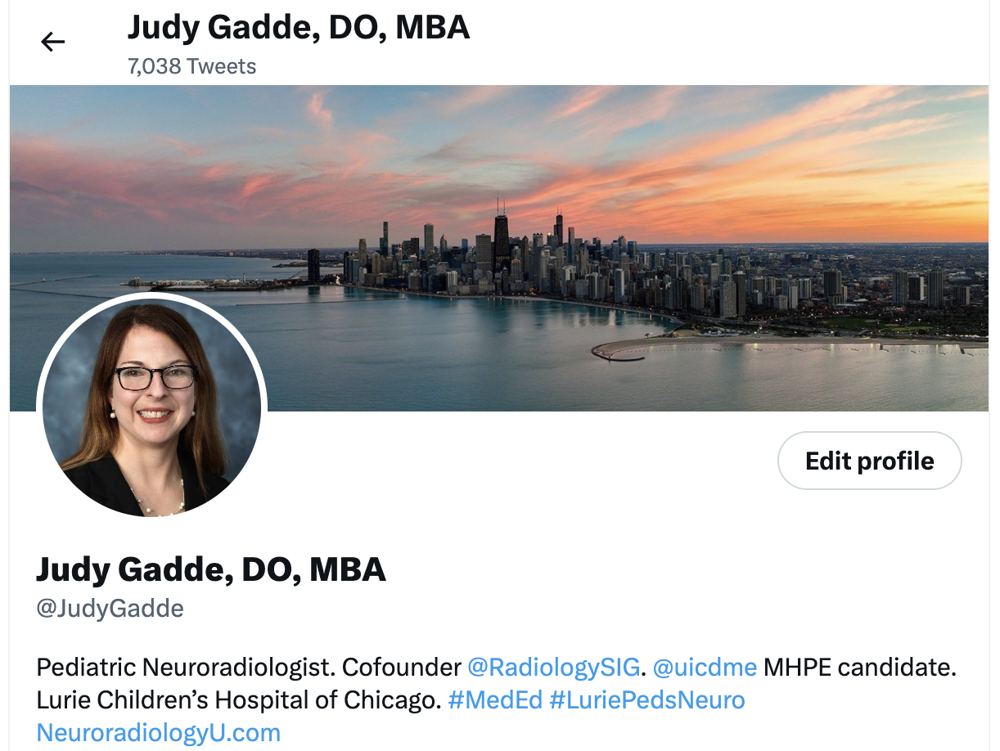 Judy Gadde, DO, MBA
7,038 Tweets
Edit profile
Judy Gadde, DO, MBA
@JudyGadde
Pediatric Neuroradiologist. Cofounder @RadiologySIG. @uicdme MHPE candidate.
Lurie Children’s Hospital of Chicago. #MedEd #LuriePedsNeuro
NeuroradiologyU.com